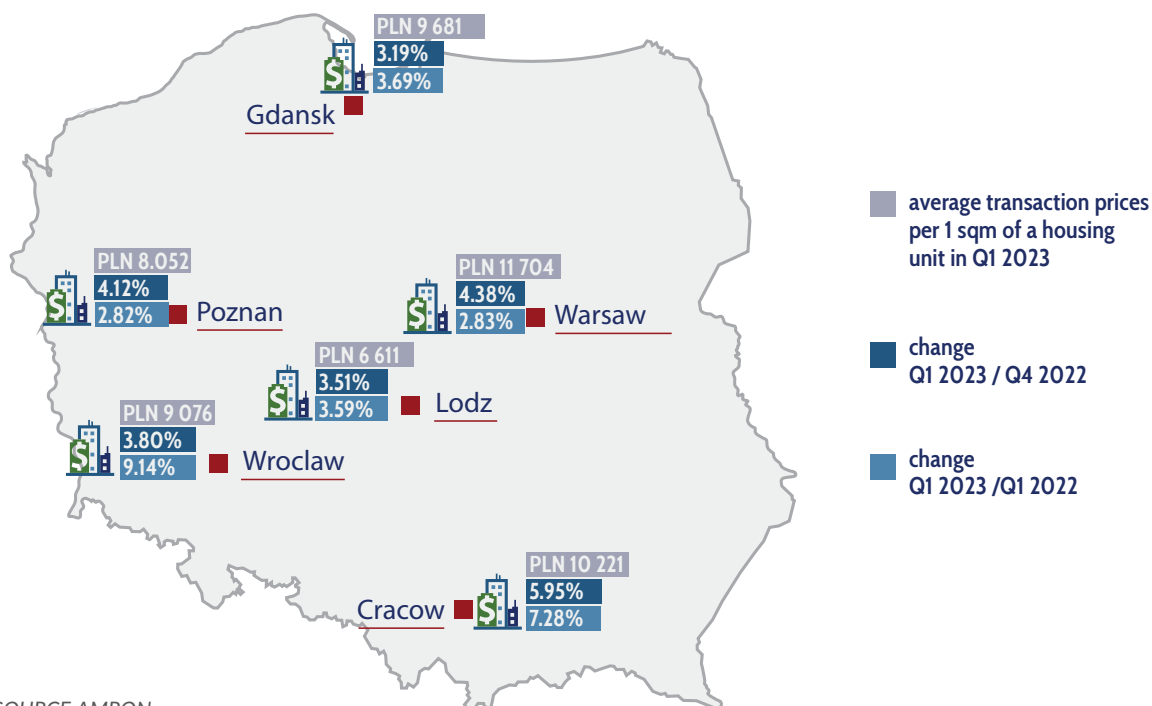 PLN 9 681
3.19%
3.69%
Gdansk
PLN 8.052
4.12%
2.82%
Poznan
PLN 11 704
4.38%
2.83%
Warsaw
PLN 6 611
3.51%
3.59%
Lodz
PLN 9 076
3.80%
9.14%
Wroclaw
PLN 10 221
5.95%
7.28%
Cracow
average transaction prices
per 1 sqm of a housing
unit in Q1 2023
change
Q1 2023 / Q4 2022
change
Q1 2023 /Q1 2022
SOURCE AMRON